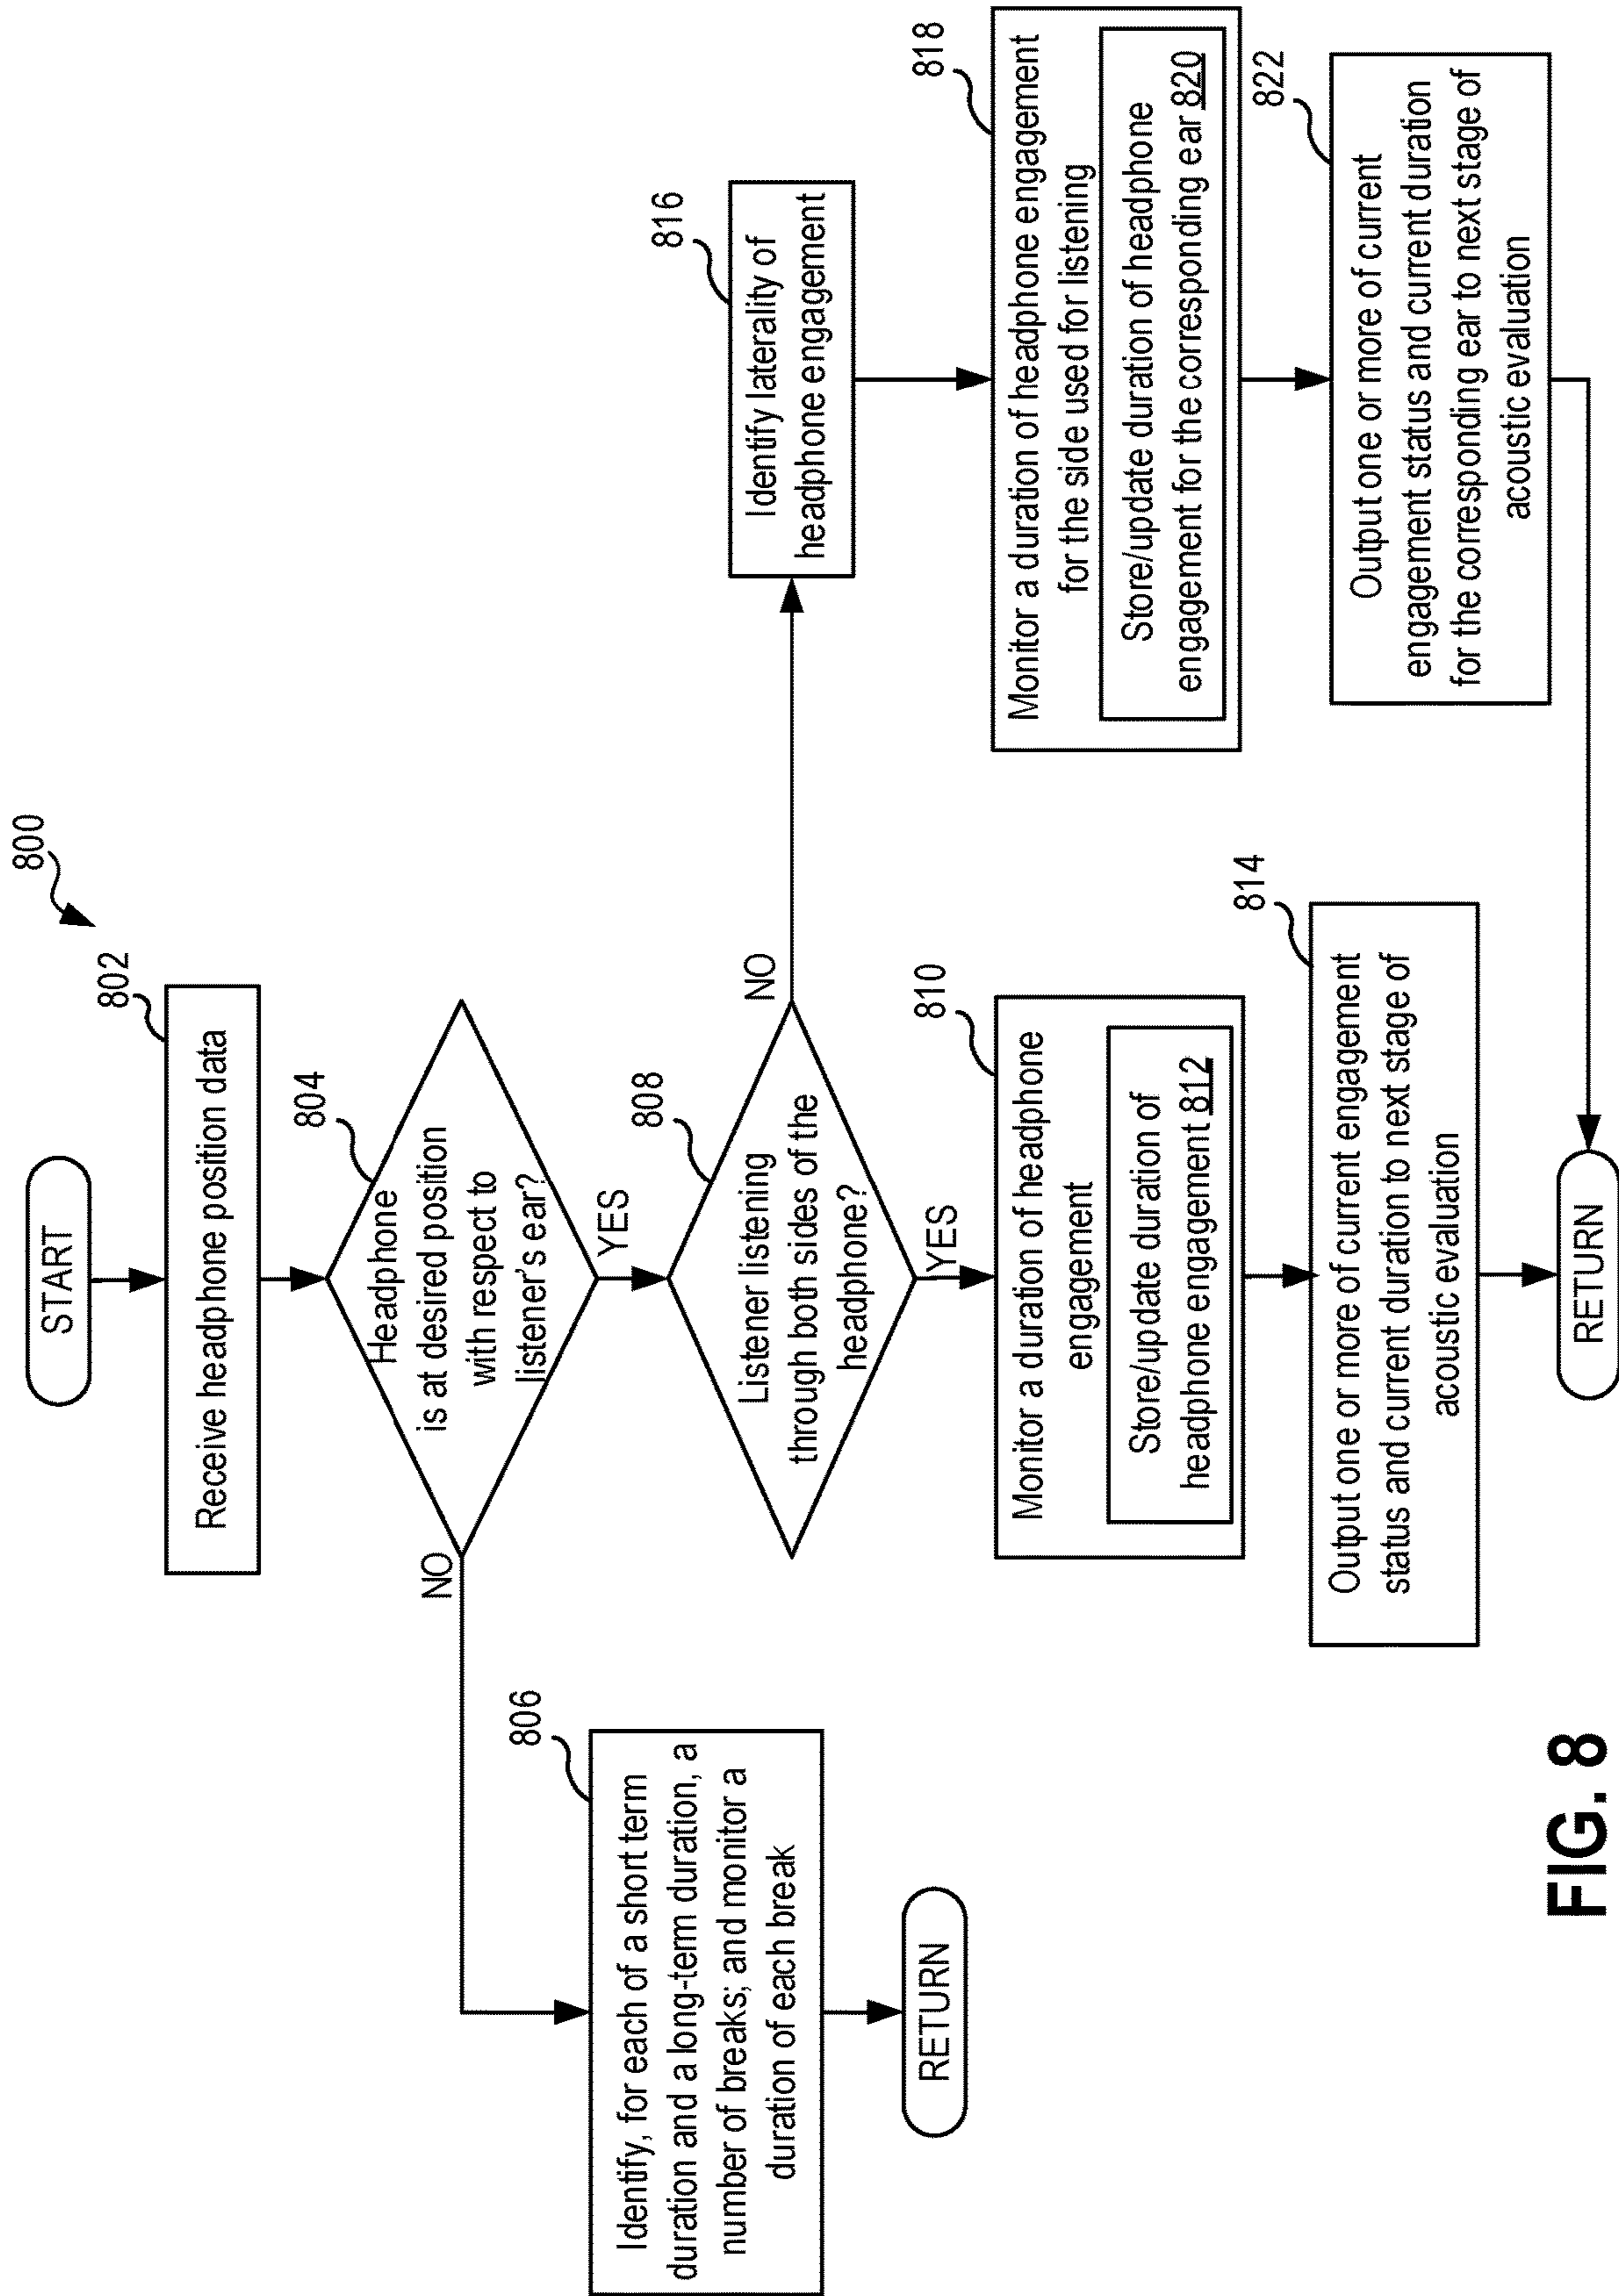 800
START
802
Receive headphone position data
804
Headphone
is at desired position
with respect to
listener's ear?
NO
YES
806
Identify, for each of a short term
duration and a long-term duration, a
number of breaks; and monitor a
duration of each break
RETURN
808
Listener listening
through both sides of the
headphone?
NO
YES
810
Monitor a duration of headphone
engagement
Store/update duration of
headphone engagement 812
814
Output one or more of current engagement
status and current duration to next stage of
acoustic evaluation
816
Identify laterality of
headphone engagement
818
Monitor a duration of headphone engagement
for the side used for listening
Store/update duration of headphone
engagement for the corresponding ear 820
822
Output one or more of current
engagement status and current duration
for the corresponding ear to next stage of
acoustic evaluation
RETURN
FIG. 8